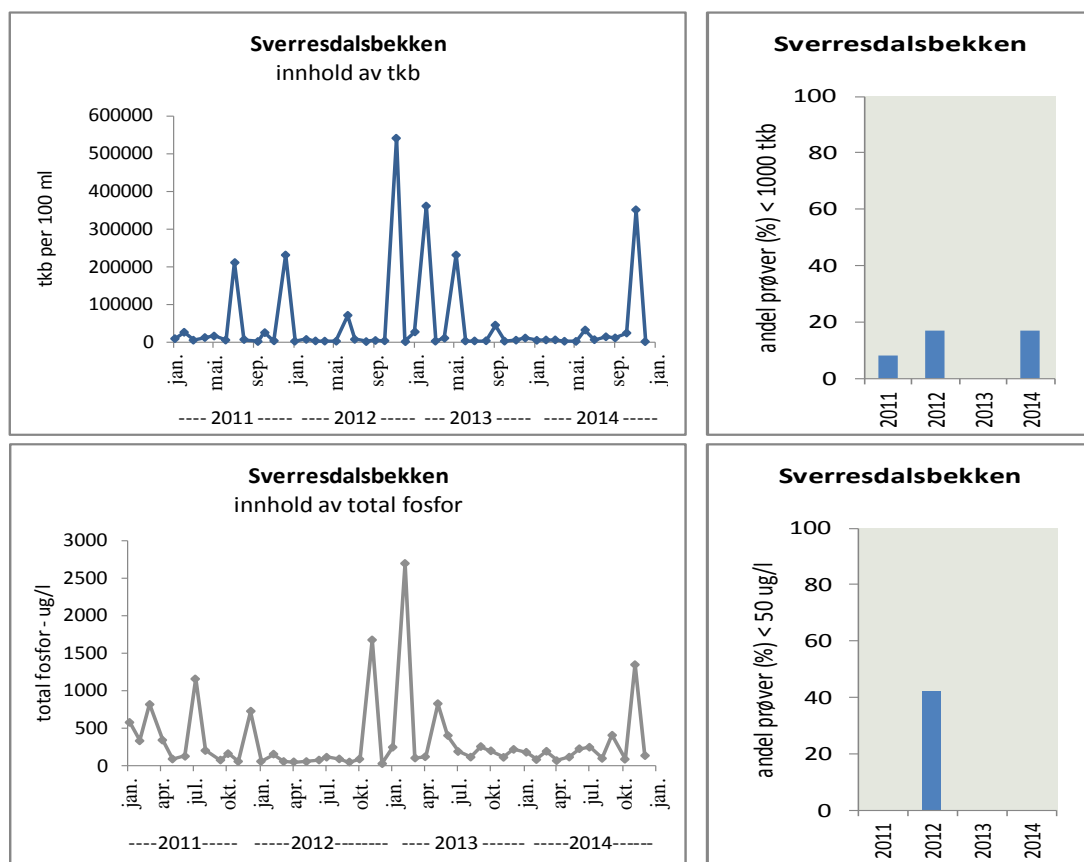 Sverresdalsbekken
innhold av tkb
tkb per 100 ml
600000
500000
400000
300000
200000
100000
0
jan.
mai.
sep.
jan.
mai.
sep.
jan.
mai.
sep.
jan.
mai.
sep.
jan.
---- 2011 ----- ----- 2012 ----- ----- 2013 ----- ----- 2014 -----
Sverresdalsbekken
andel prøver (%) < 1000 tkb
100
80
60
40
20
0
2011
2012
2013
2014
Sverresdalsbekken
innhold av total fosfor
total fosfor - ug/l
3000
2500
2000
1500
1000
500
0
jan.
apr.
jul.
okt.
jan.
apr.
jul.
okt.
jan.
apr.
jul.
okt.
jan.
apr.
jul.
okt.
jan.
-----2011------- -----2012-------- -----2013------ -----2014------
Sverresdalsbekken
andel prøver (%) < 50 ug/l
100
80
60
40
20
0
2011
2012
2013
2014